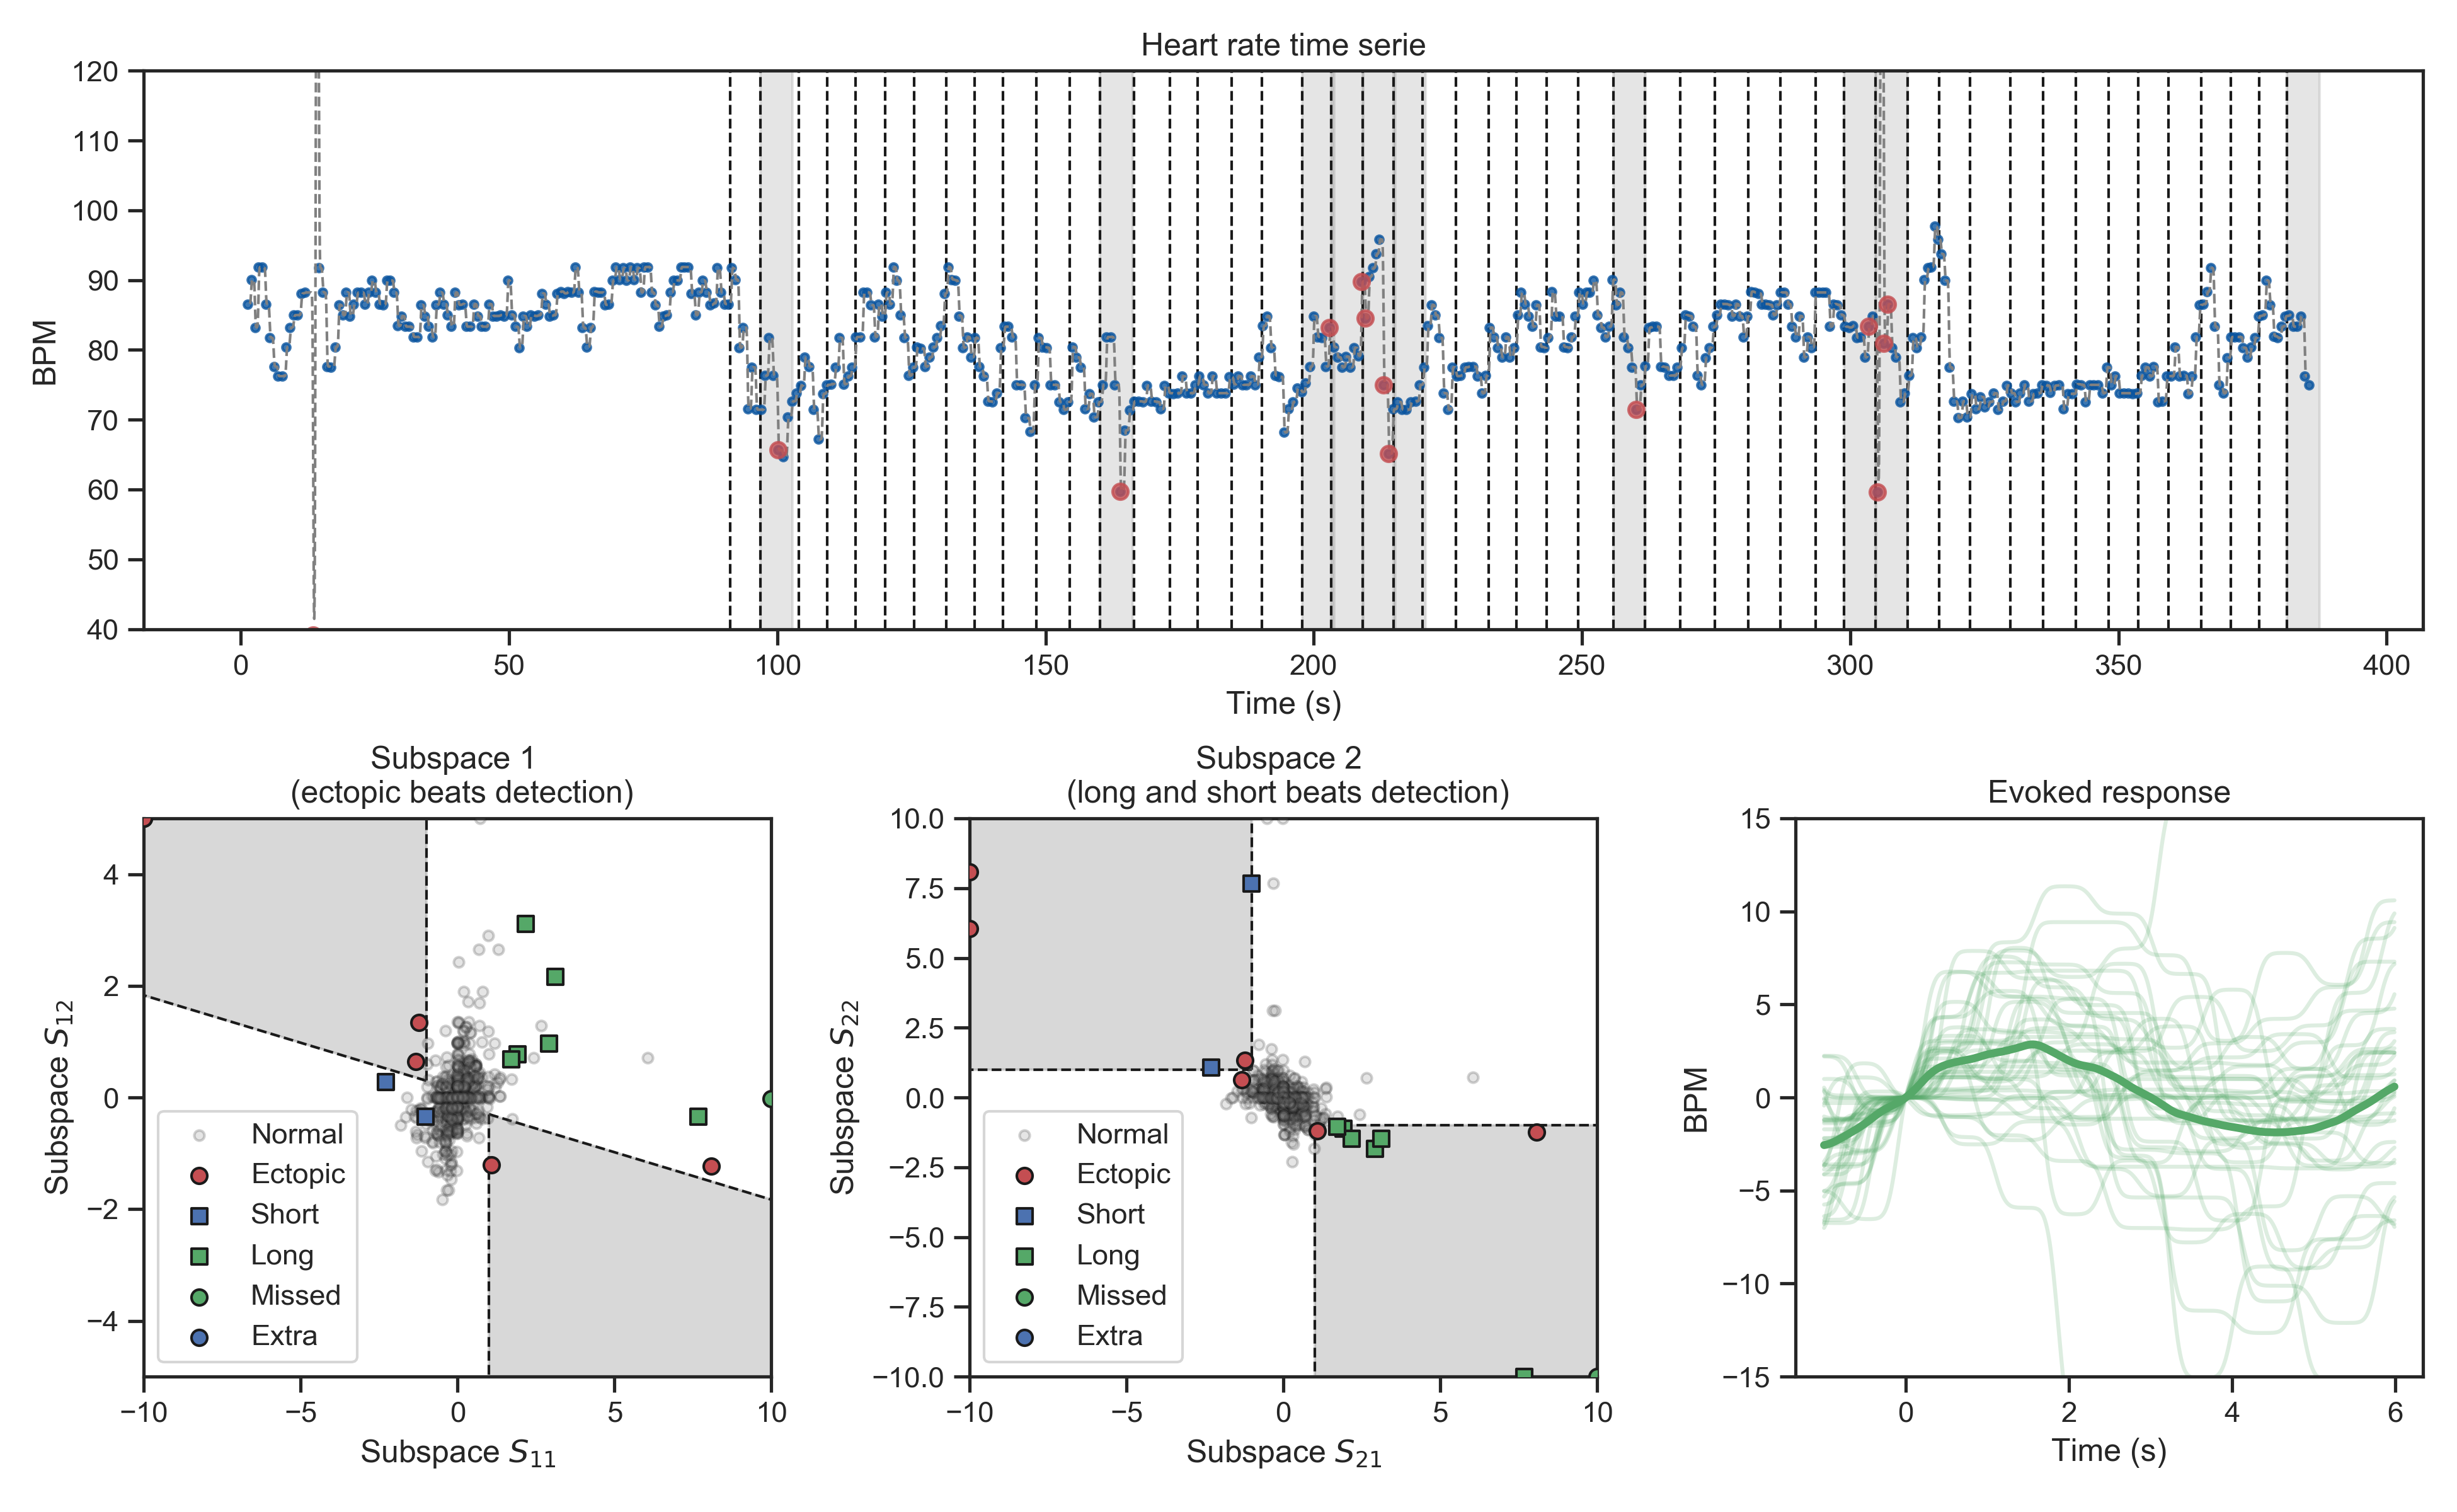 Heart rate time serie
120
110
100
90
80
70
60
50
40
BPM
0 50 100 150 200 250 300 350 400
Time (s)
Subspace 1
(ectopic beats detection)
4
2
0
−2
−4
Subspace S12
Normal
Ectopic
Short
Long
Missed
Extra
−10 −5 0 5 10
Subspace S11
Subspace 2
(long and short beats detection)
10.0
7.5
5.0
2.5
0.0
−2.5
−5.0
−7.5
−10.0
Subspace S22
Normal
Ectopic
Short
Long
Missed
Extra
−10 −5 0 5 10
Subspace S21
Evoked response
15
10
5
0
−5
−10
−15
BPM
0 2 4 6
Time (s)